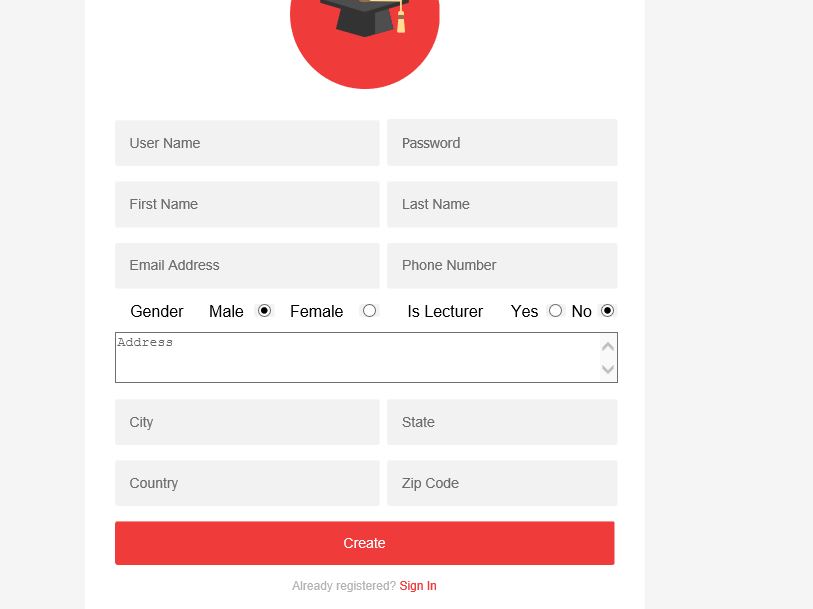 User Name Password
First Name Last Name
Email Address Phone Number
Gender Male Female Is Lecturer Yes No
Address
City State
Country Zip Code
Create
Already registered? Sign In